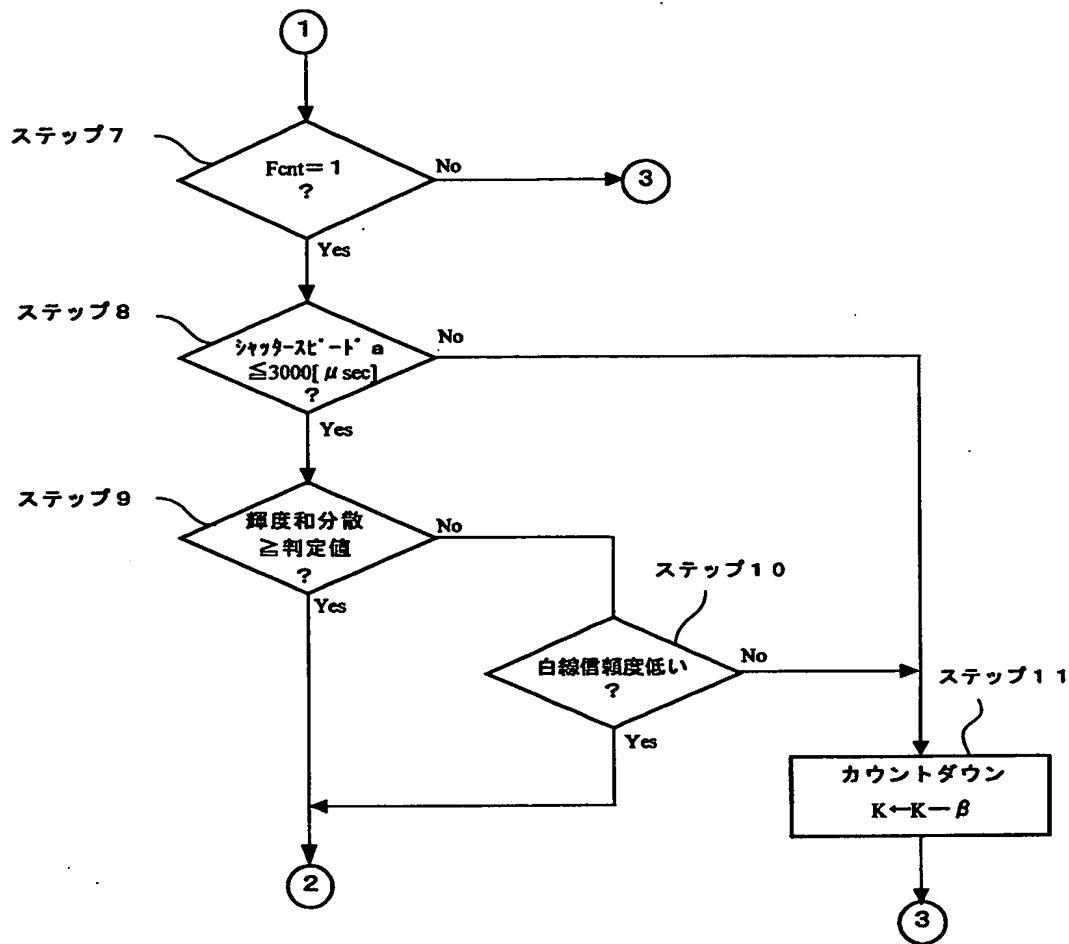 1
ステップ７
Fcnt＝１
？
No
3
Yes
ステップ８
ｼｬｯﾀｰｽﾋﾟｰﾄﾞ a
≦3000[μsec]
？
No
Yes
ステップ９
輝度和分散
≧判定値
？
No
Yes
ステップ１０
白線信頼度低い
？
No
Yes
ステップ１１
カウントダウン
K←K－β
2
3